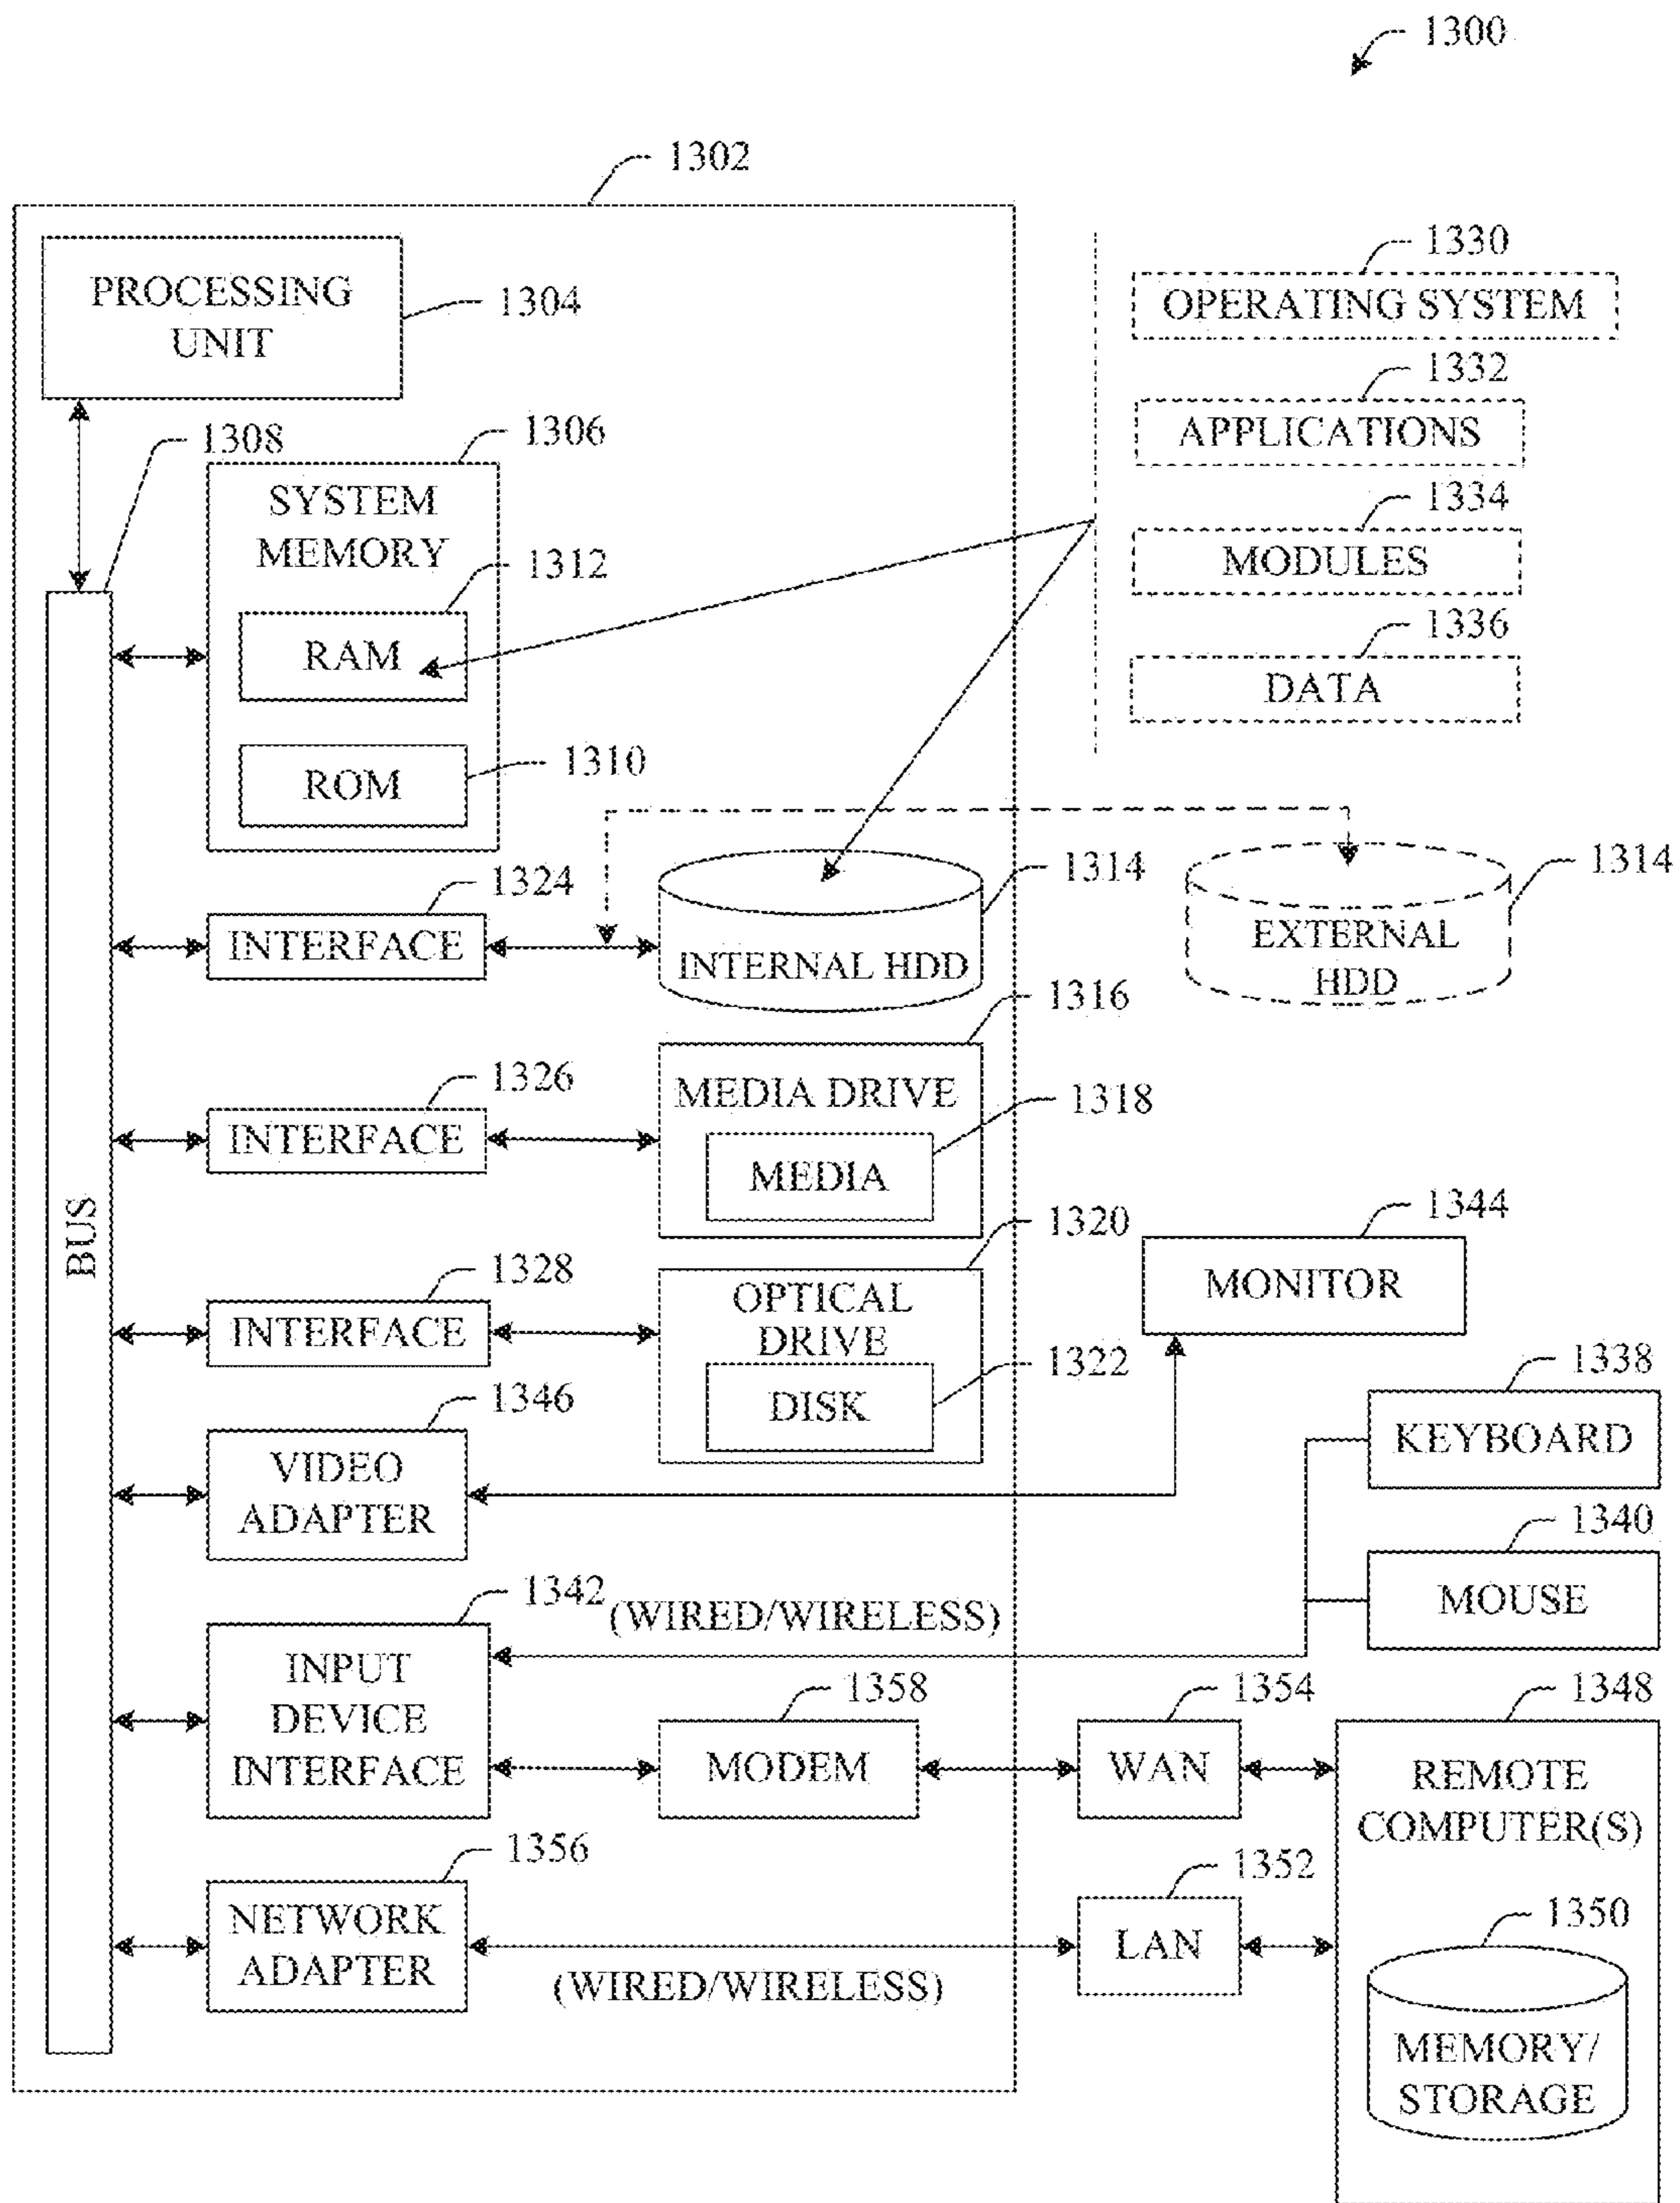 1300
1302
PROCESSING
UNIT
1304
1308
1306
SYSTEM
MEMORY
1312
RAM
ROM
1310
1330
OPERATING SYSTEM
1332
APPLICATIONS
1334
MODULES
1336
DATA
BUS
1324
INTERFACE
INTERNAL HDD
1314
EXTERNAL
HDD
1314
1326
INTERFACE
1316
MEDIA DRIVE
1318
MEDIA
1328
INTERFACE
1320
OPTICAL
DRIVE
1322
DISK
1344
MONITOR
1346
VIDEO
ADAPTER
1338
KEYBOARD
1340
MOUSE
1342
(WIRED/WIRELESS)
INPUT
DEVICE
INTERFACE
1358
MODEM
1354
WAN
1348
REMOTE
COMPUTER(S)
1356
NETWORK
ADAPTER
(WIRED/WIRELESS)
1352
LAN
1350
MEMORY/
STORAGE